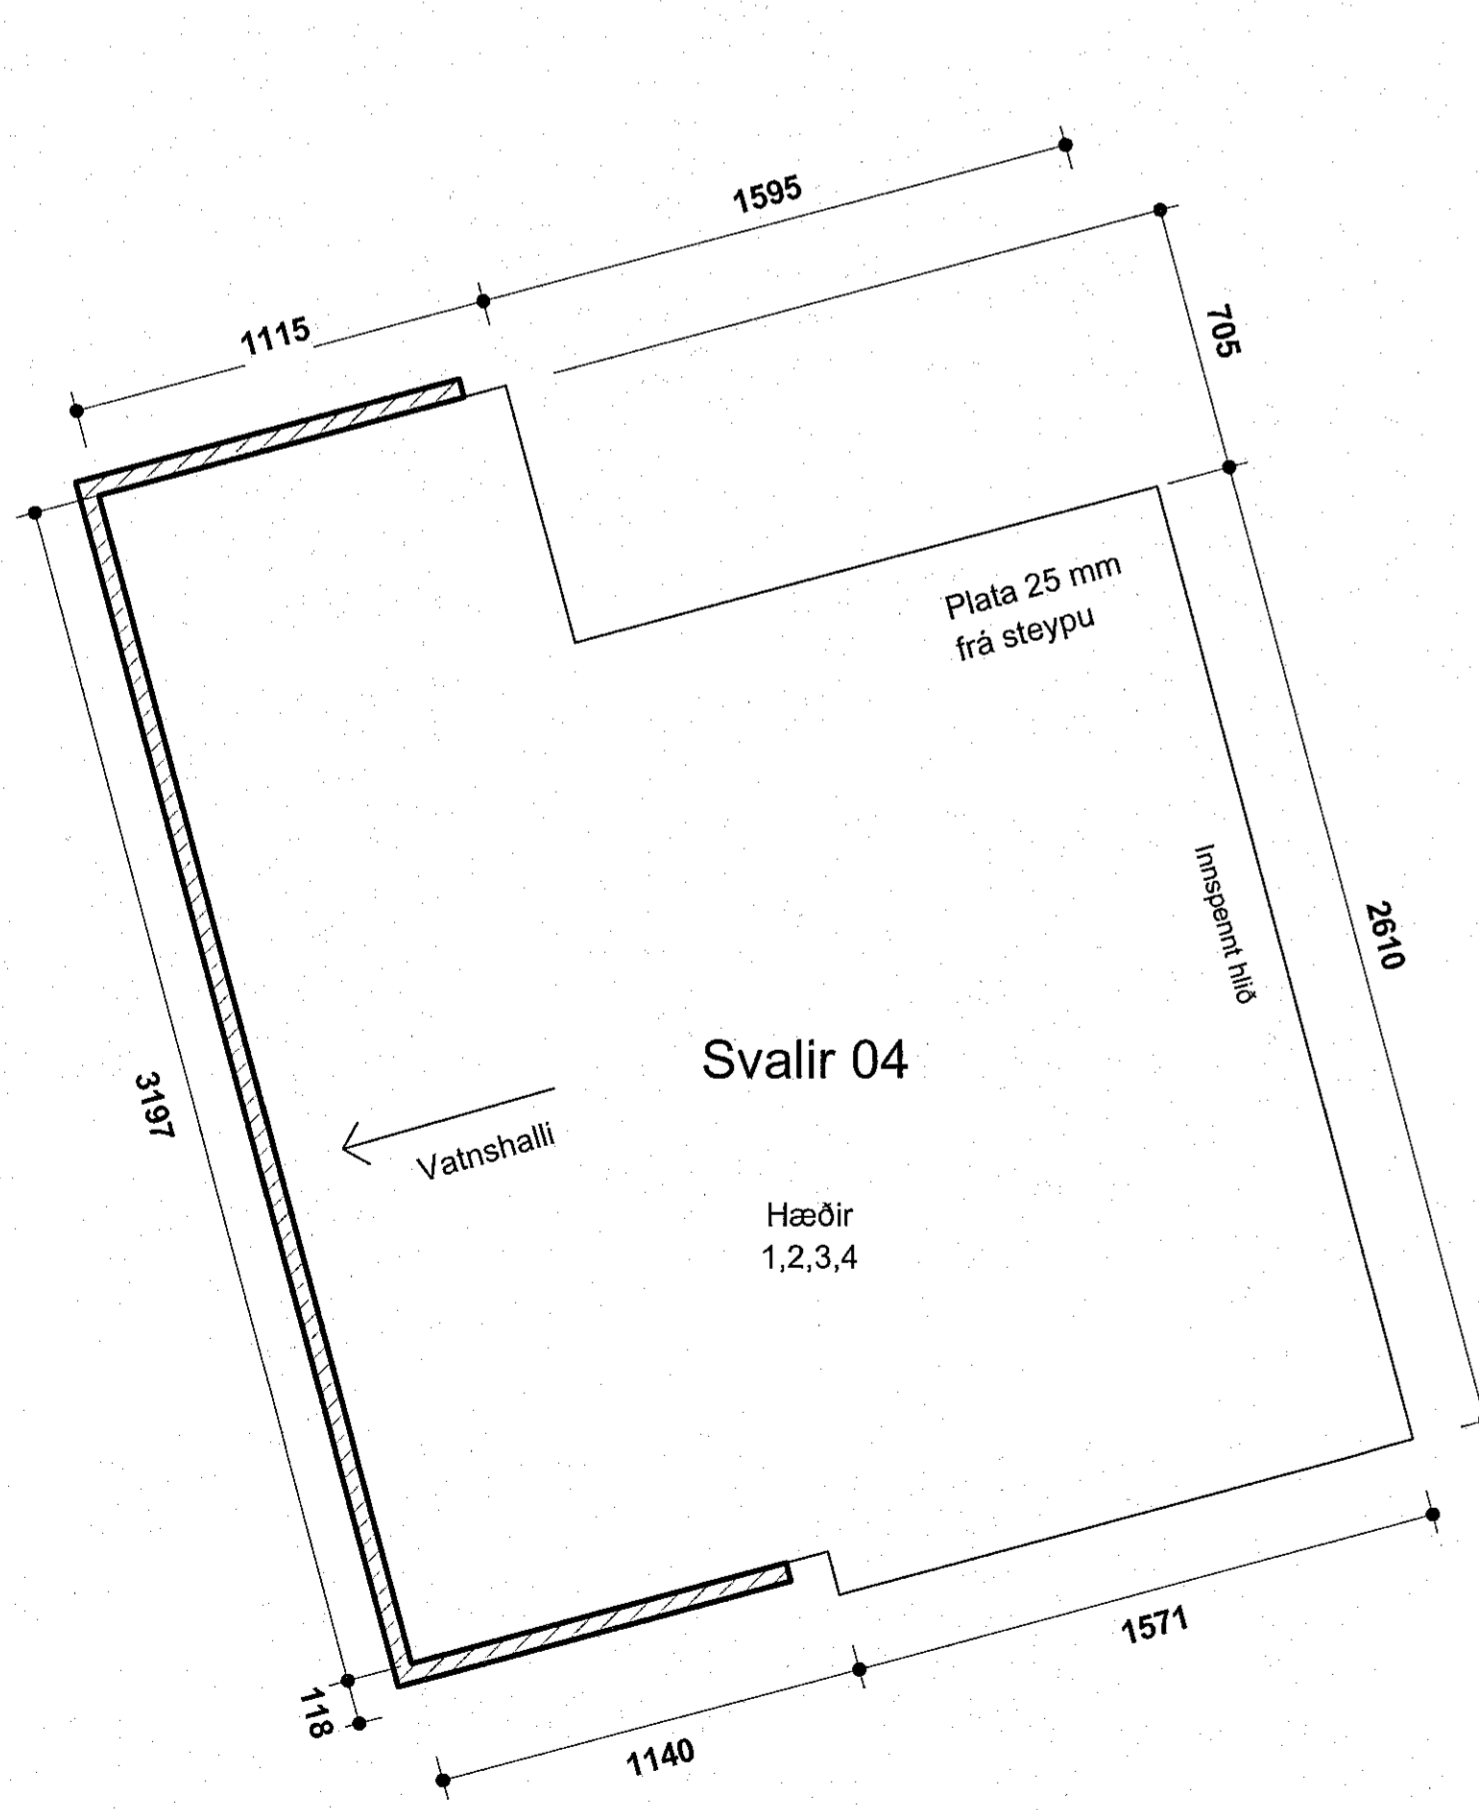 1595
1115
705
Plata 25 mm
frá steypu
Innspennt hlið
2610
Svalir 04
3197
Vatnshalli
Hæðir
1,2,3,4
1571
118
1140